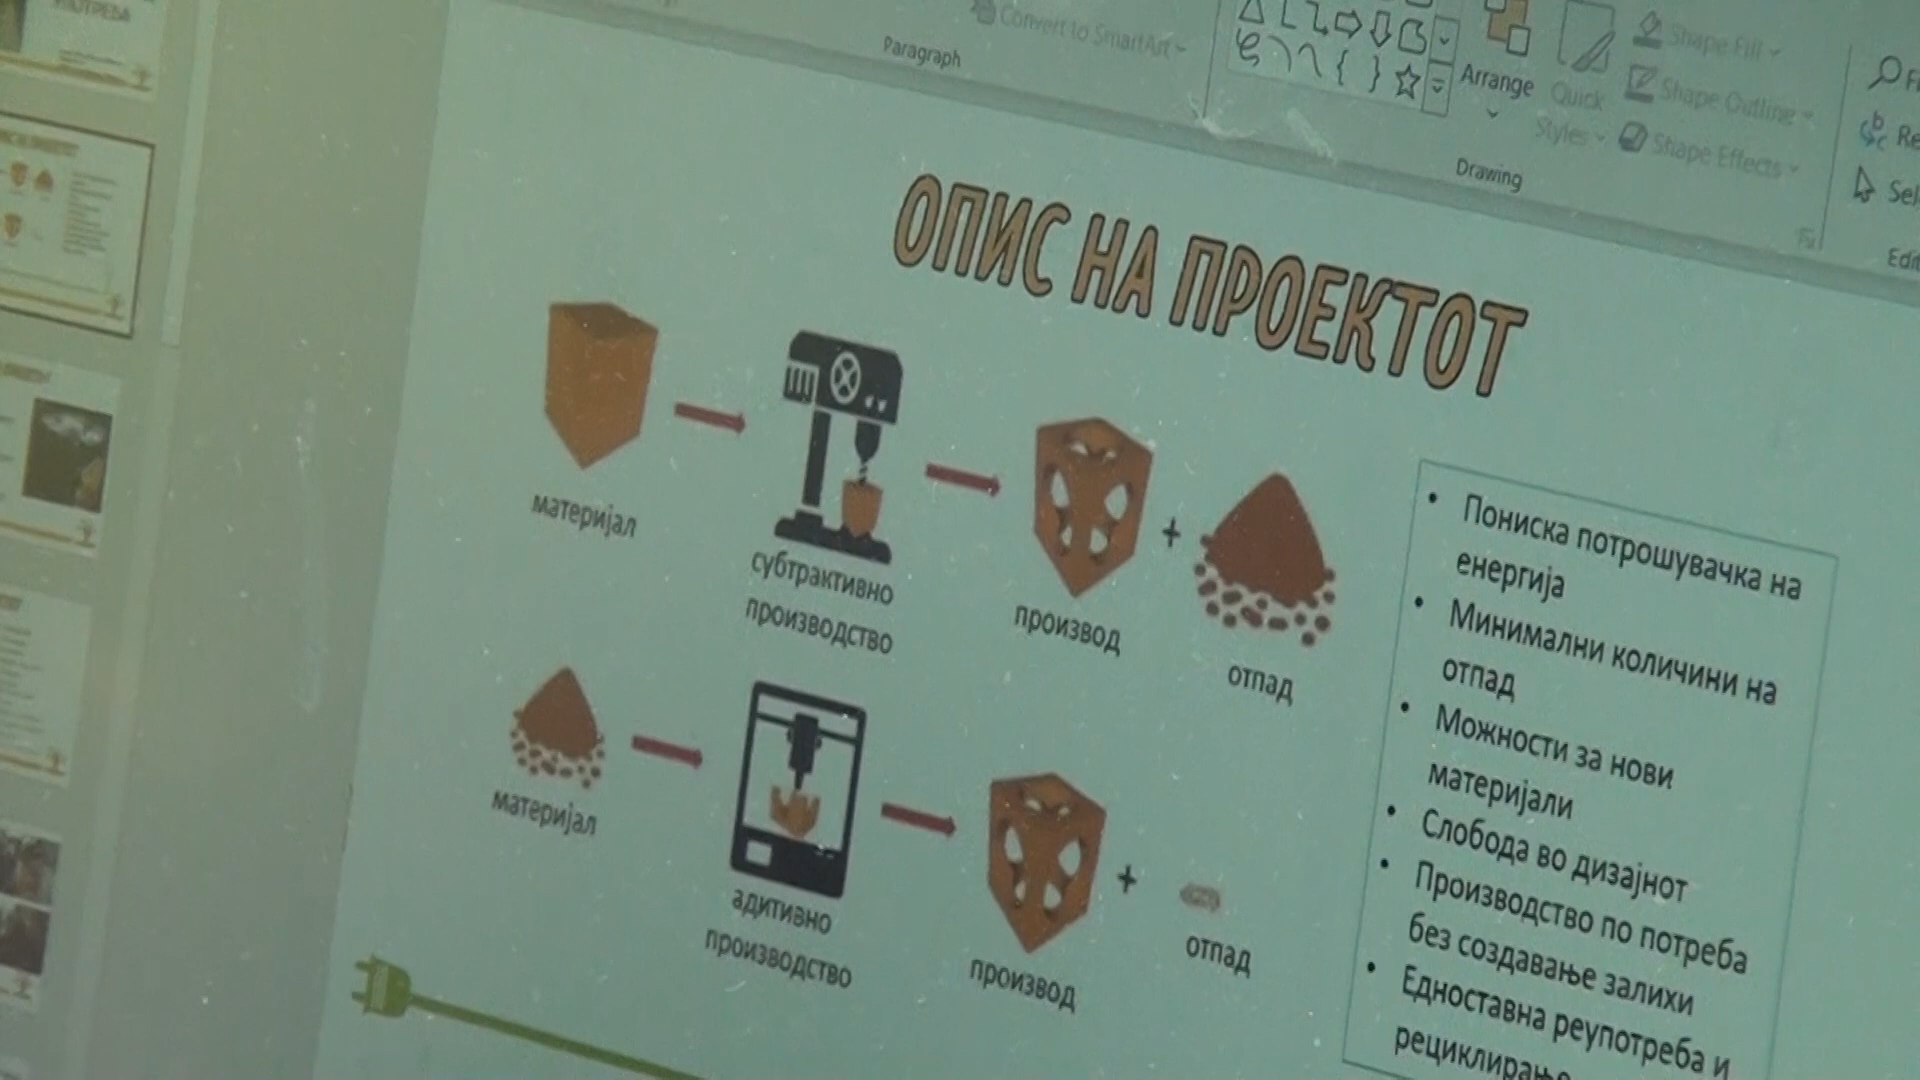 Convert to SmartArt
Paragraph
Arrange
Quick
Styles
Shape Fill
Shape Outline
Shape Effects
Drawing
ОПИС НА ПРОЕКТОТ
материјал
субтрактивно
производство
производ
+
отпад
материјал
адитивно
производство
производ
+
отпад
• Пониска потрошувачка на
енергија
• Минимални количини на
отпад
• Можности за нови
материјали
• Слобода во дизајнот
• Производство по потреба
без создавање залихи
• Едноставна реупотреба и
рециклирање